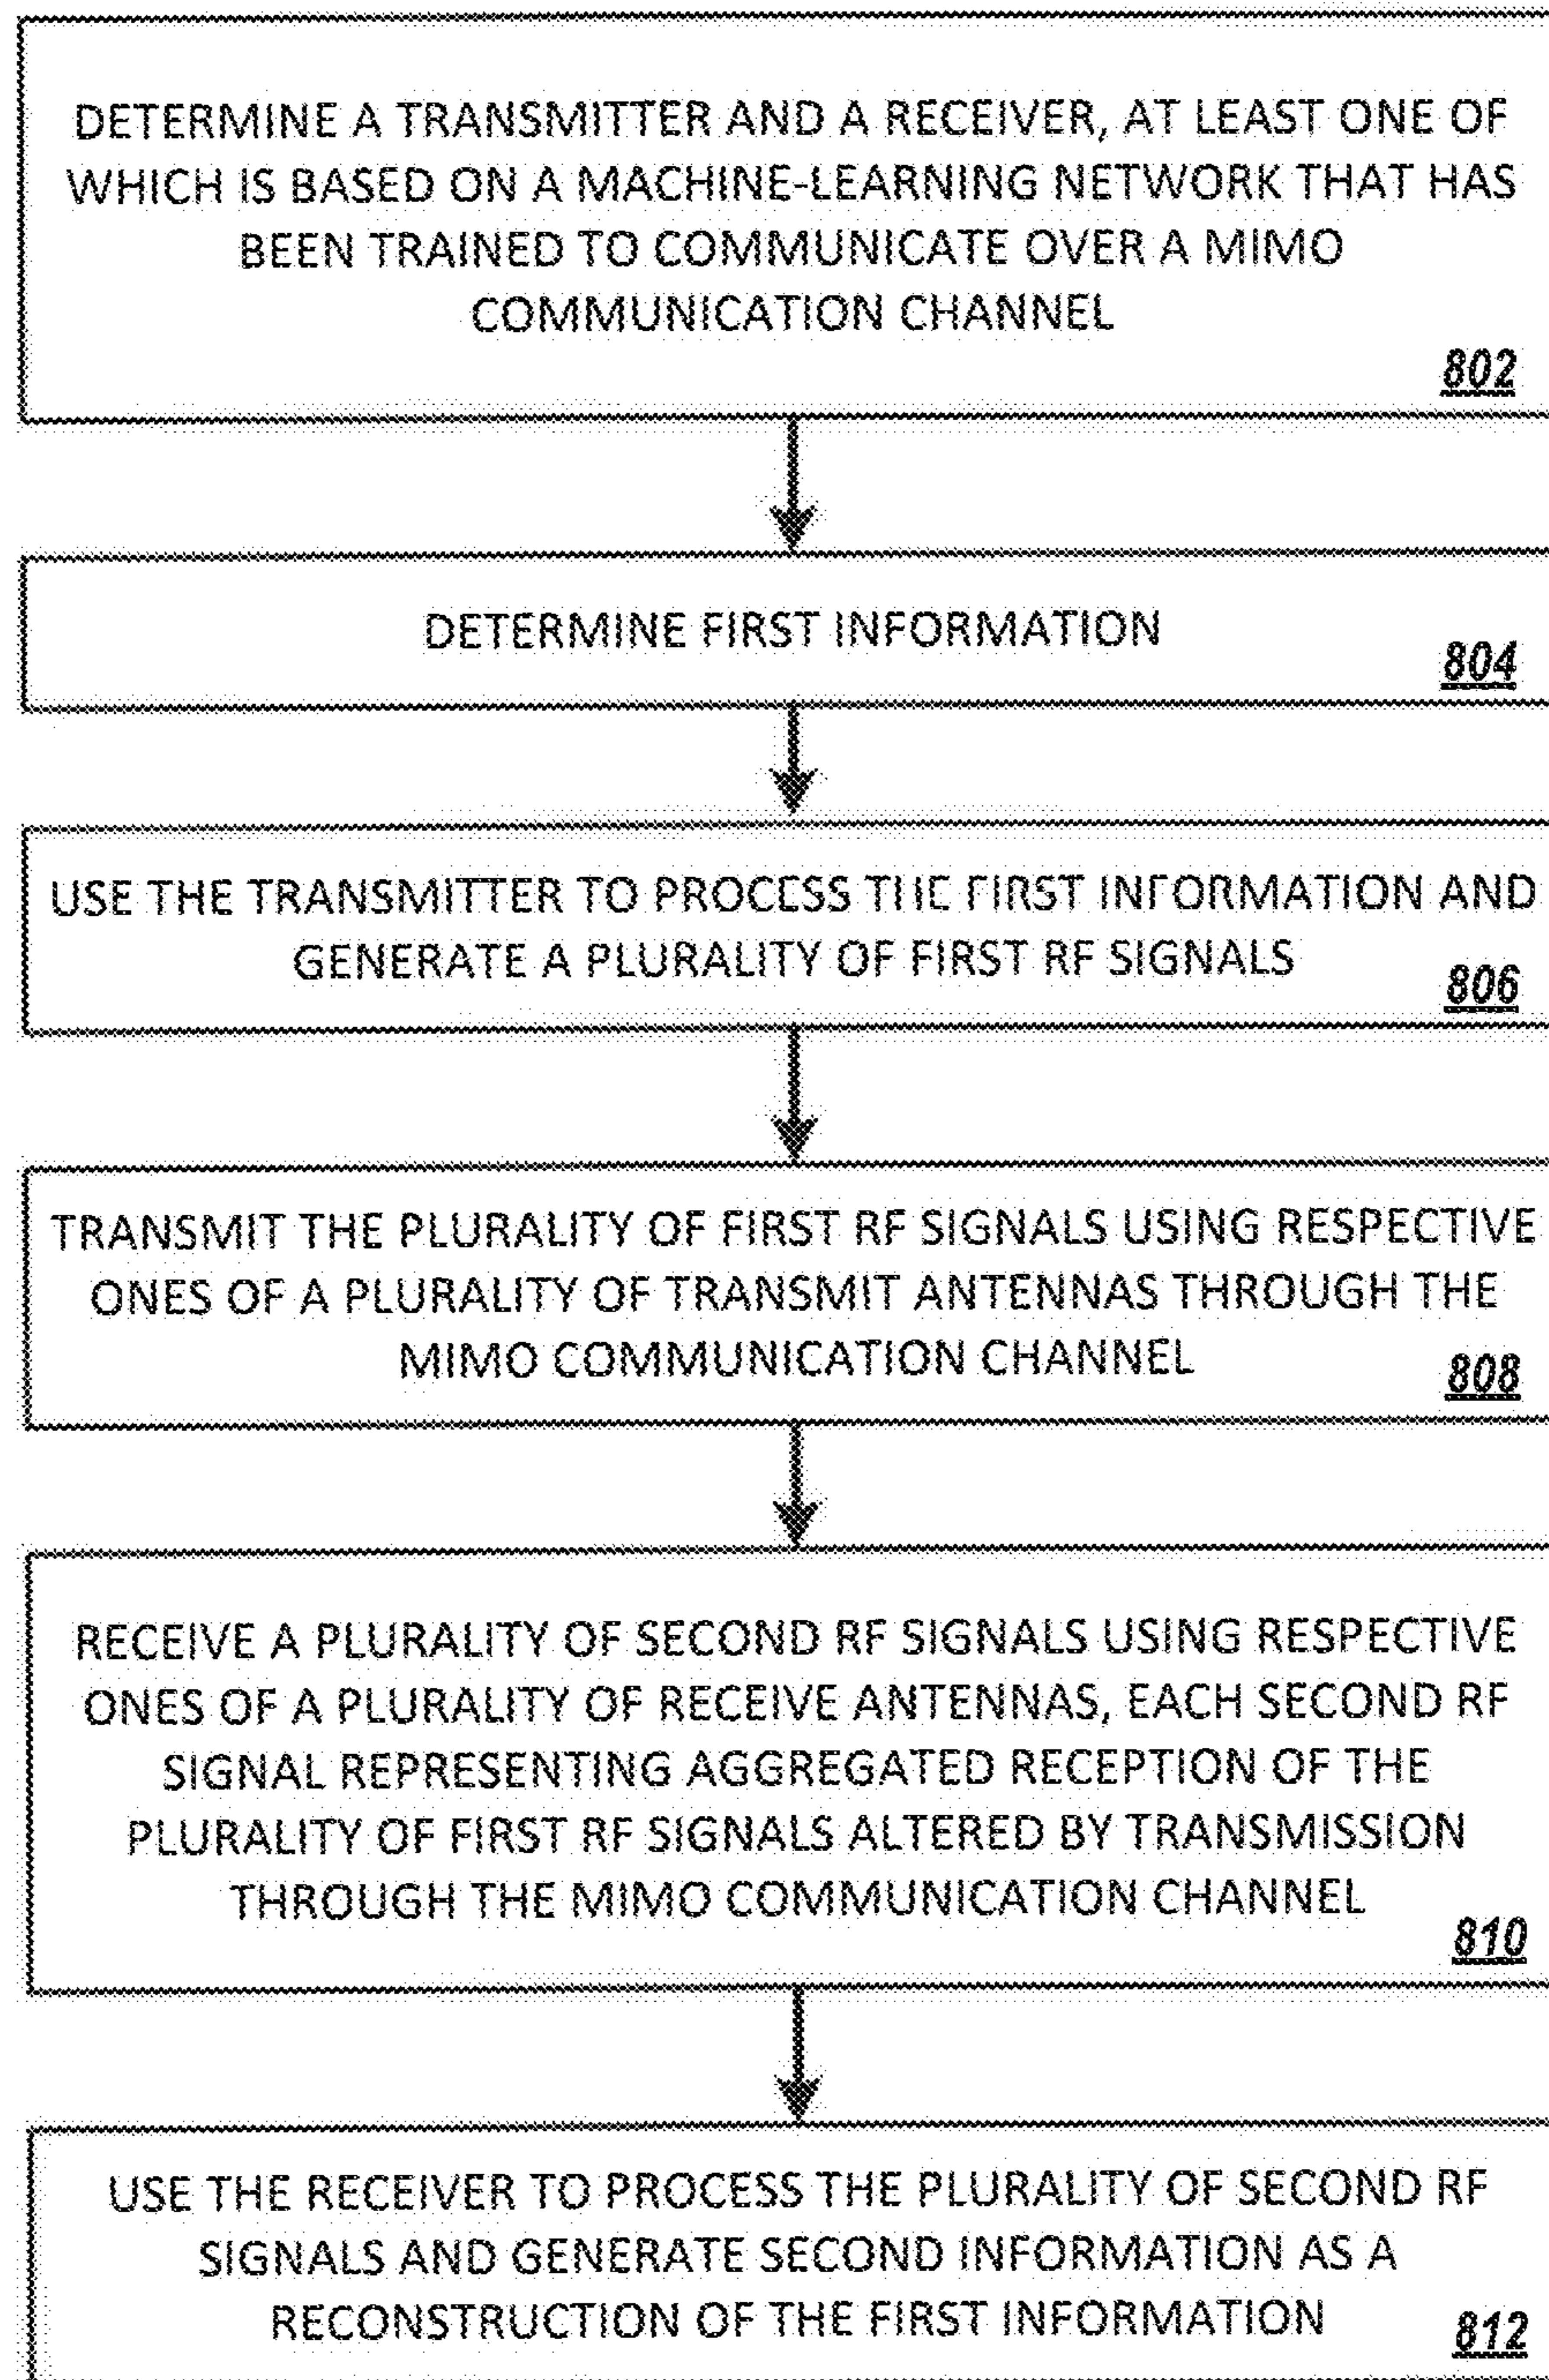 DETERMINE A TRANSMITTER AND A RECEIVER, AT LEAST ONE OF
WHICH IS BASED ON A MACHINE-LEARNING NETWORK THAT HAS
BEEN TRAINED TO COMMUNICATE OVER A MIMO
COMMUNICATION CHANNEL
802
DETERMINE FIRST INFORMATION
804
USE THE TRANSMITTER TO PROCESS THE FIRST INFORMATION AND
GENERATE A PLURALITY OF FIRST RF SIGNALS
806
TRANSMIT THE PLURALITY OF FIRST RF SIGNALS USING RESPECTIVE
ONES OF A PLURALITY OF TRANSMIT ANTENNAS THROUGH THE
MIMO COMMUNICATION CHANNEL
808
RECEIVE A PLURALITY OF SECOND RF SIGNALS USING RESPECTIVE
ONES OF A PLURALITY OF RECEIVE ANTENNAS, EACH SECOND RF
SIGNAL REPRESENTING AGGREGATED RECEPTION OF THE
PLURALITY OF FIRST RF SIGNALS ALTERED BY TRANSMISSION
THROUGH THE MIMO COMMUNICATION CHANNEL
810
USE THE RECEIVER TO PROCESS THE PLURALITY OF SECOND RF
SIGNALS AND GENERATE SECOND INFORMATION AS A
RECONSTRUCTION OF THE FIRST INFORMATION
812